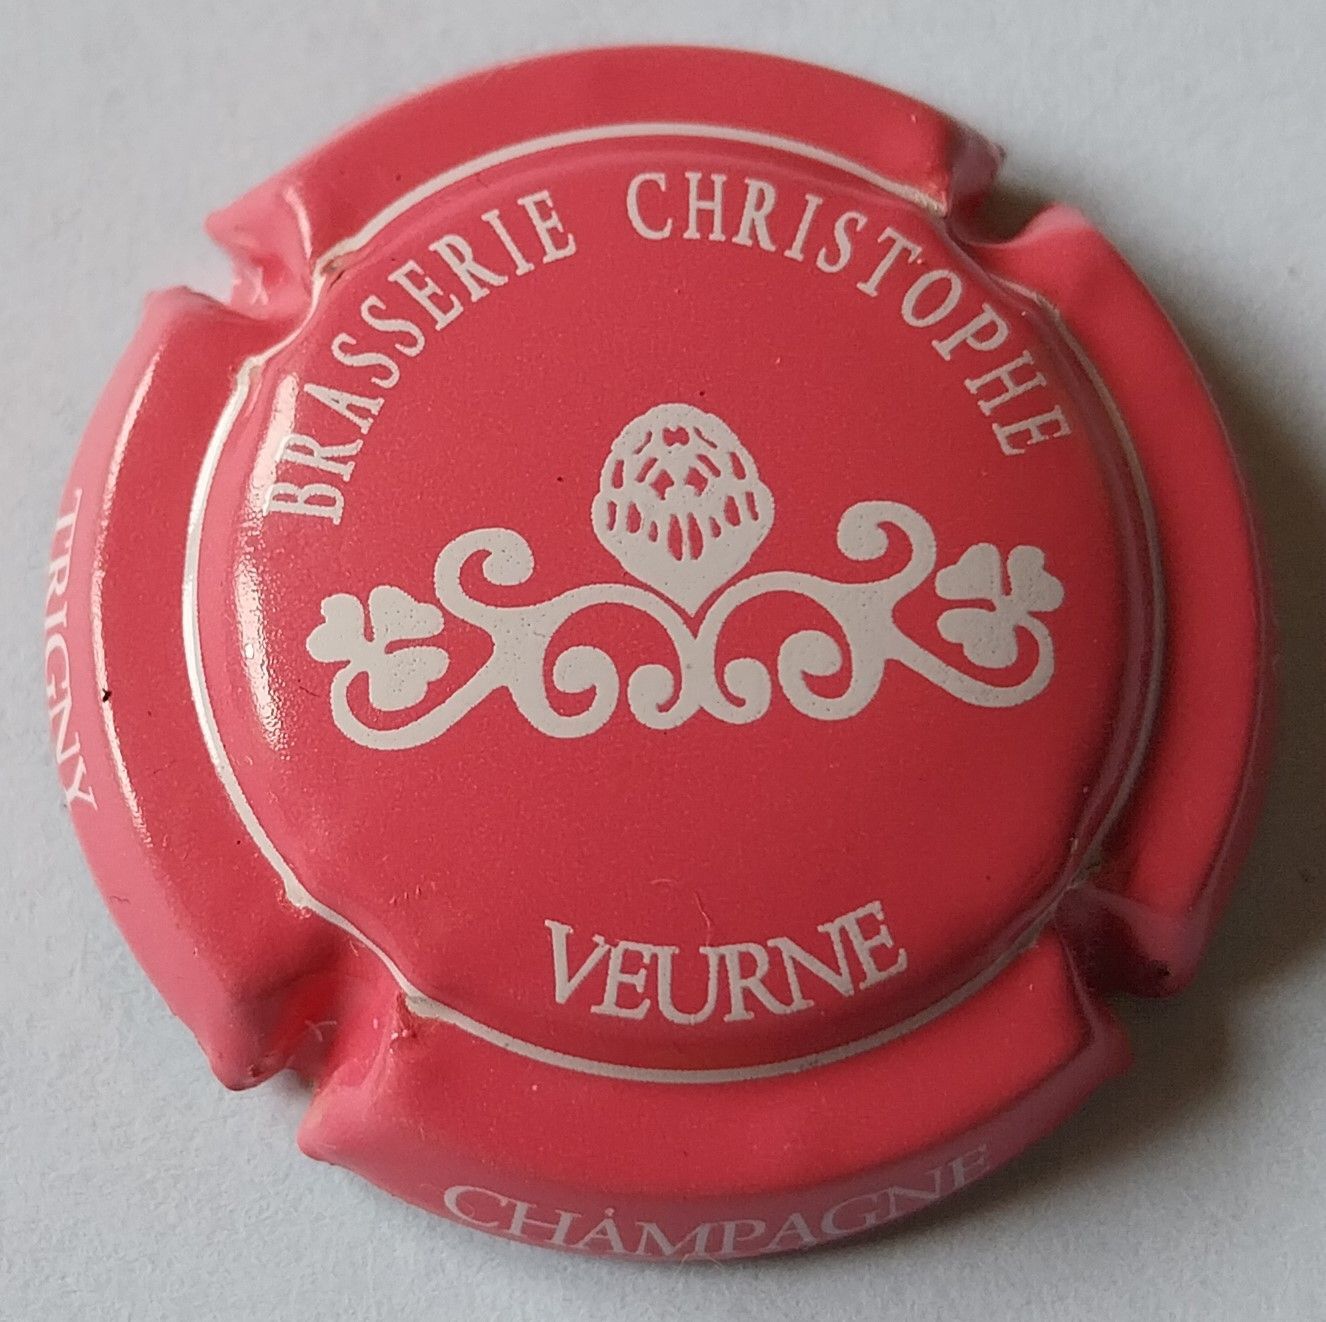 BRASSERIE CHRISTOPHE
VEURNE
TRIGNY
CHAMPAGNE